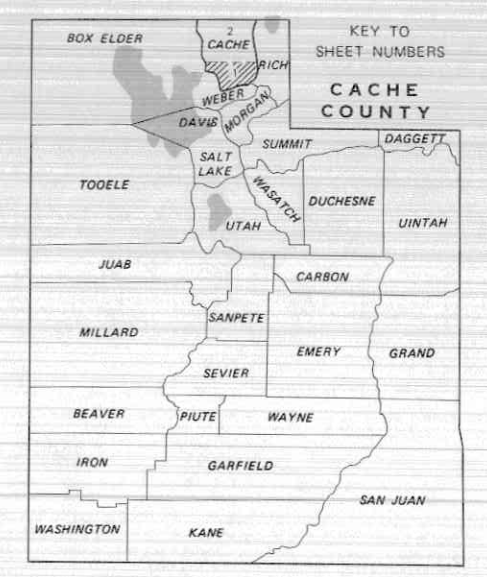 KEY TO
SHEET NUMBERS
CACHE
COUNTY
BOX ELDER
2
CACHE
1
RICH
WEBER
MORGAN
DAVIS
SUMMIT
DAGGETT
SALT
LAKE
TOOELE
WASATCH
DUCHESNE
UINTAH
UTAH
JUAB
CARBON
SANPETE
MILLARD
EMERY
GRAND
SEVIER
BEAVER
PIUTE
WAYNE
IRON
GARFIELD
SAN JUAN
WASHINGTON
KANE